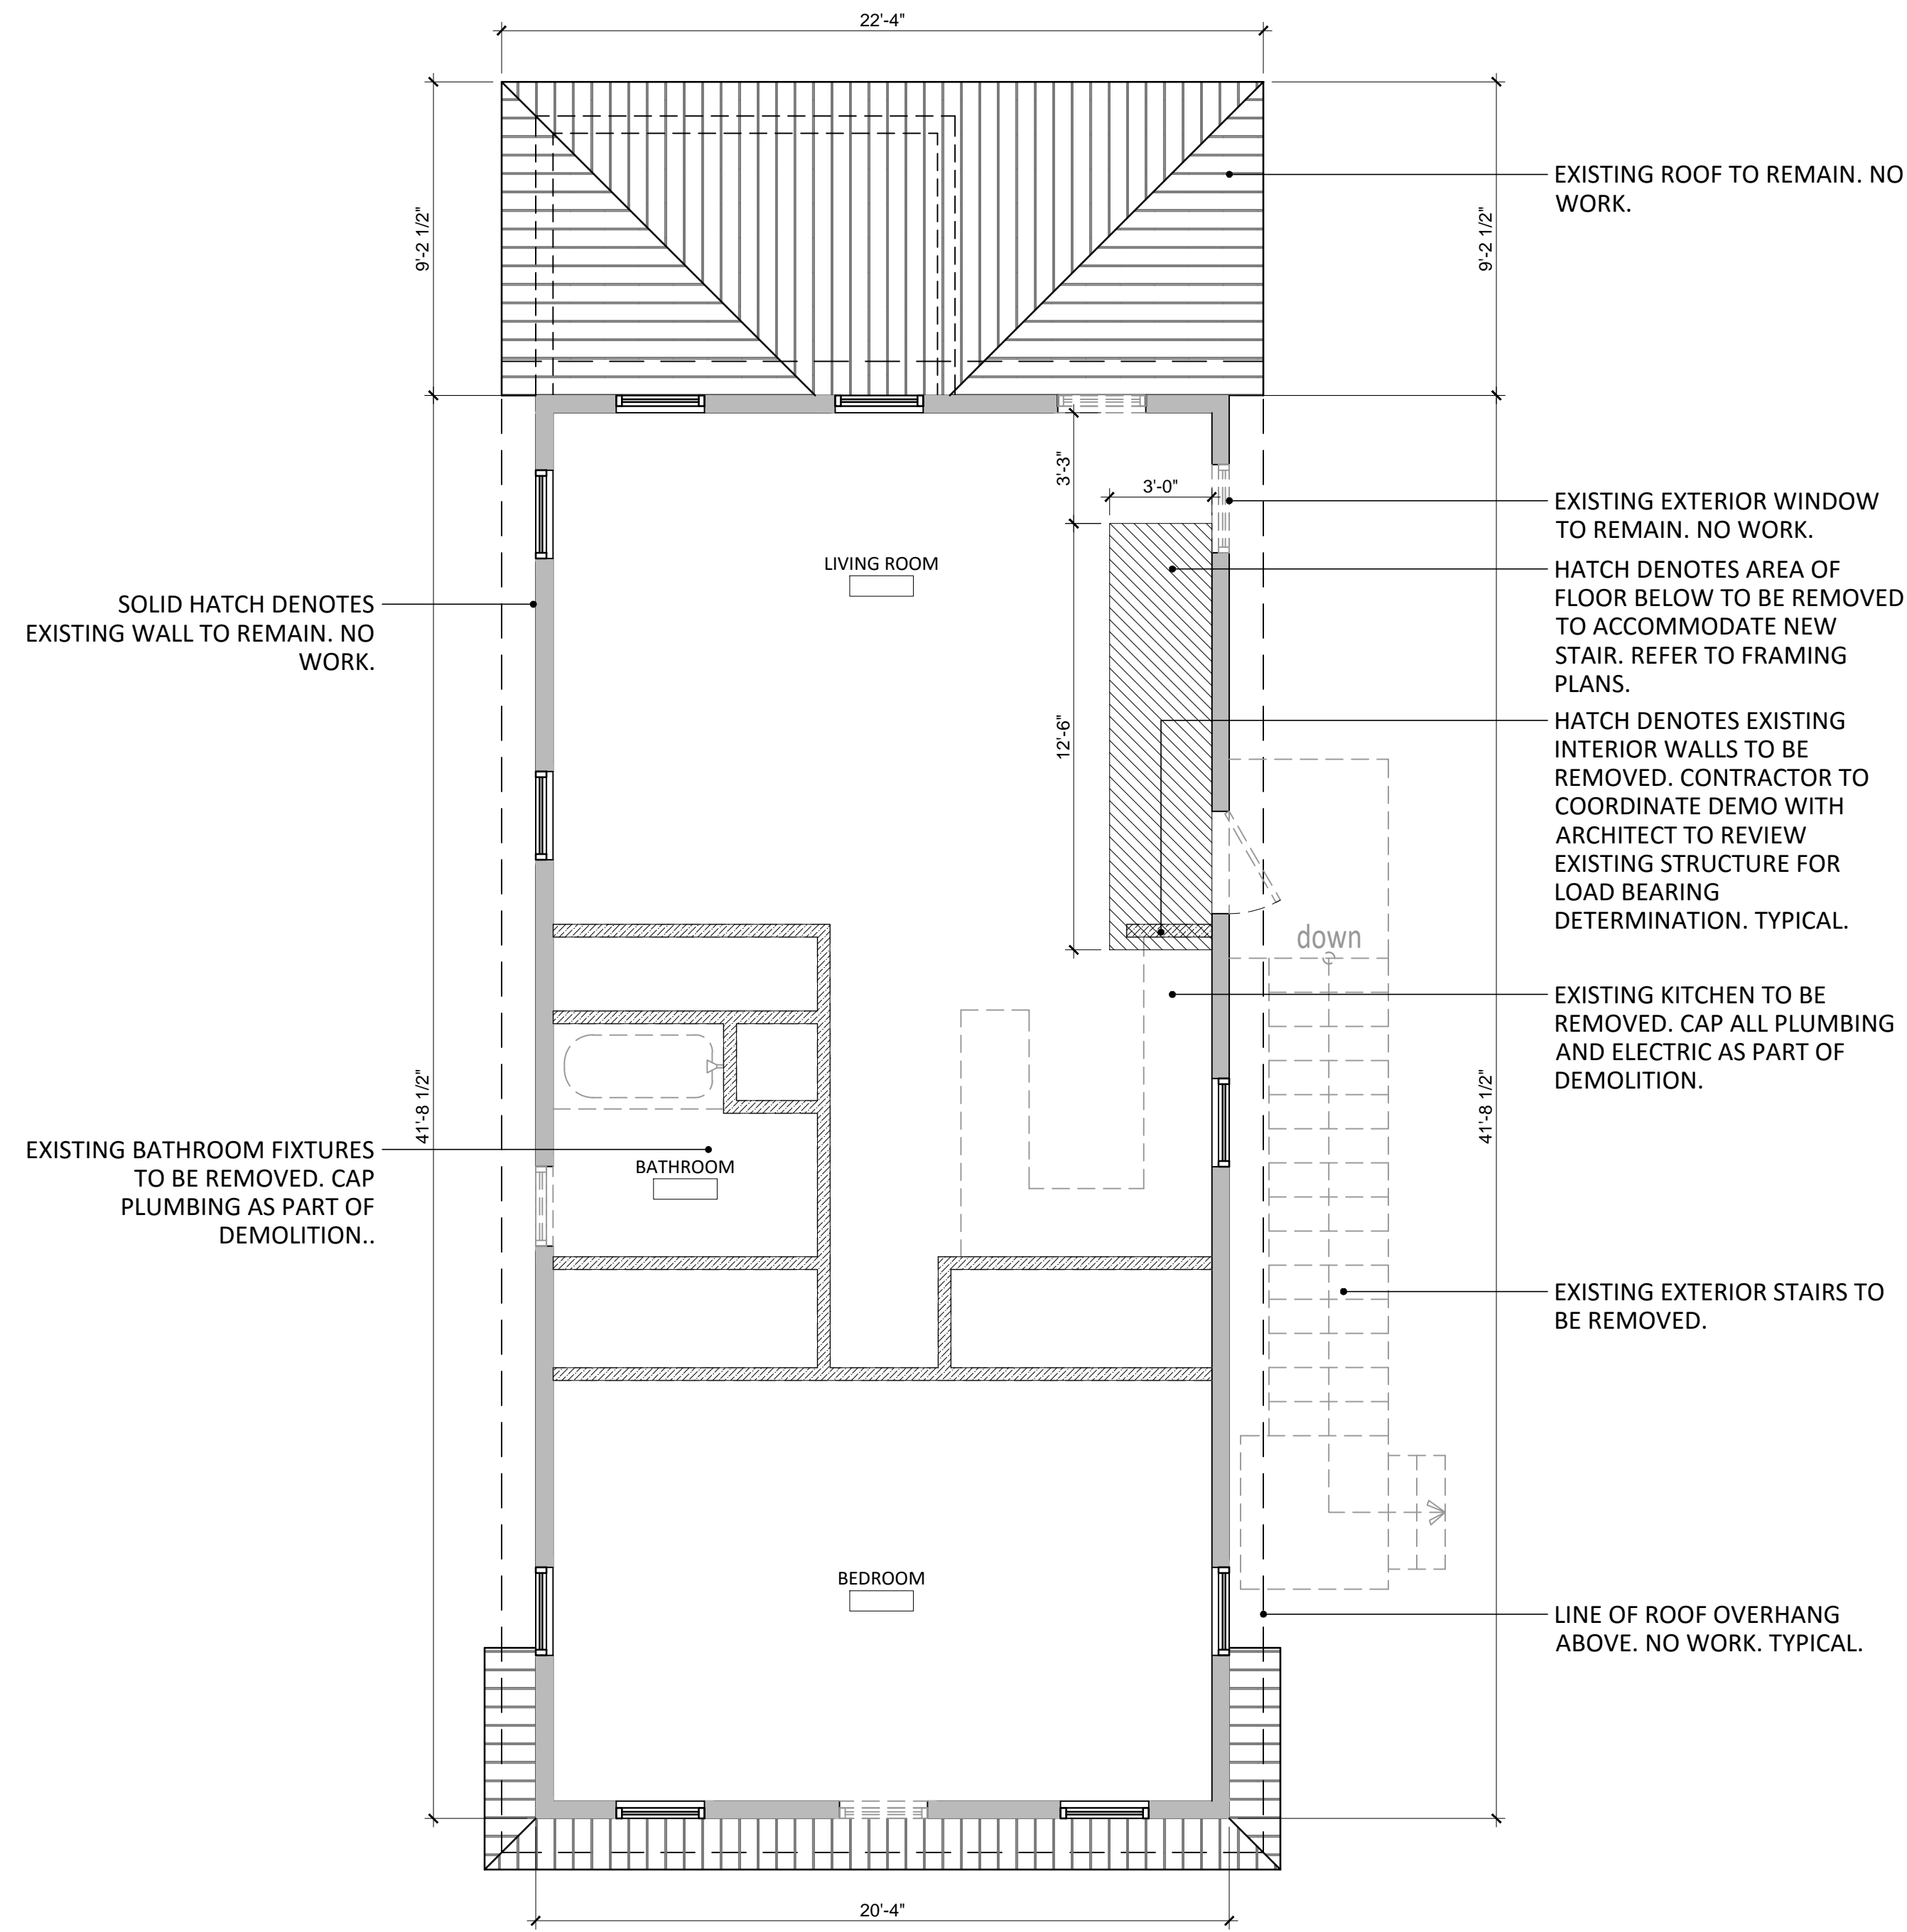 22'-4"
9'-2 1/2"
9'-2 1/2"
EXISTING ROOF TO REMAIN. NO
WORK.
3'-3"
3'-0"
EXISTING EXTERIOR WINDOW
TO REMAIN. NO WORK.
LIVING ROOM
HATCH DENOTES AREA OF
FLOOR BELOW TO BE REMOVED
TO ACCOMMODATE NEW
STAIR. REFER TO FRAMING
PLANS.
SOLID HATCH DENOTES
EXISTING WALL TO REMAIN. NO
WORK.
12'-6"
HATCH DENOTES EXISTING
INTERIOR WALLS TO BE
REMOVED. CONTRACTOR TO
COORDINATE DEMO WITH
ARCHITECT TO REVIEW
EXISTING STRUCTURE FOR
LOAD BEARING
DETERMINATION. TYPICAL.
down
EXISTING KITCHEN TO BE
REMOVED. CAP ALL PLUMBING
AND ELECTRIC AS PART OF
DEMOLITION.
41'-8 1/2"
41'-8 1/2"
EXISTING BATHROOM FIXTURES
TO BE REMOVED. CAP
PLUMBING AS PART OF
DEMOLITION..
BATHROOM
EXISTING EXTERIOR STAIRS TO
BE REMOVED.
BEDROOM
LINE OF ROOF OVERHANG
ABOVE. NO WORK. TYPICAL.
20'-4"